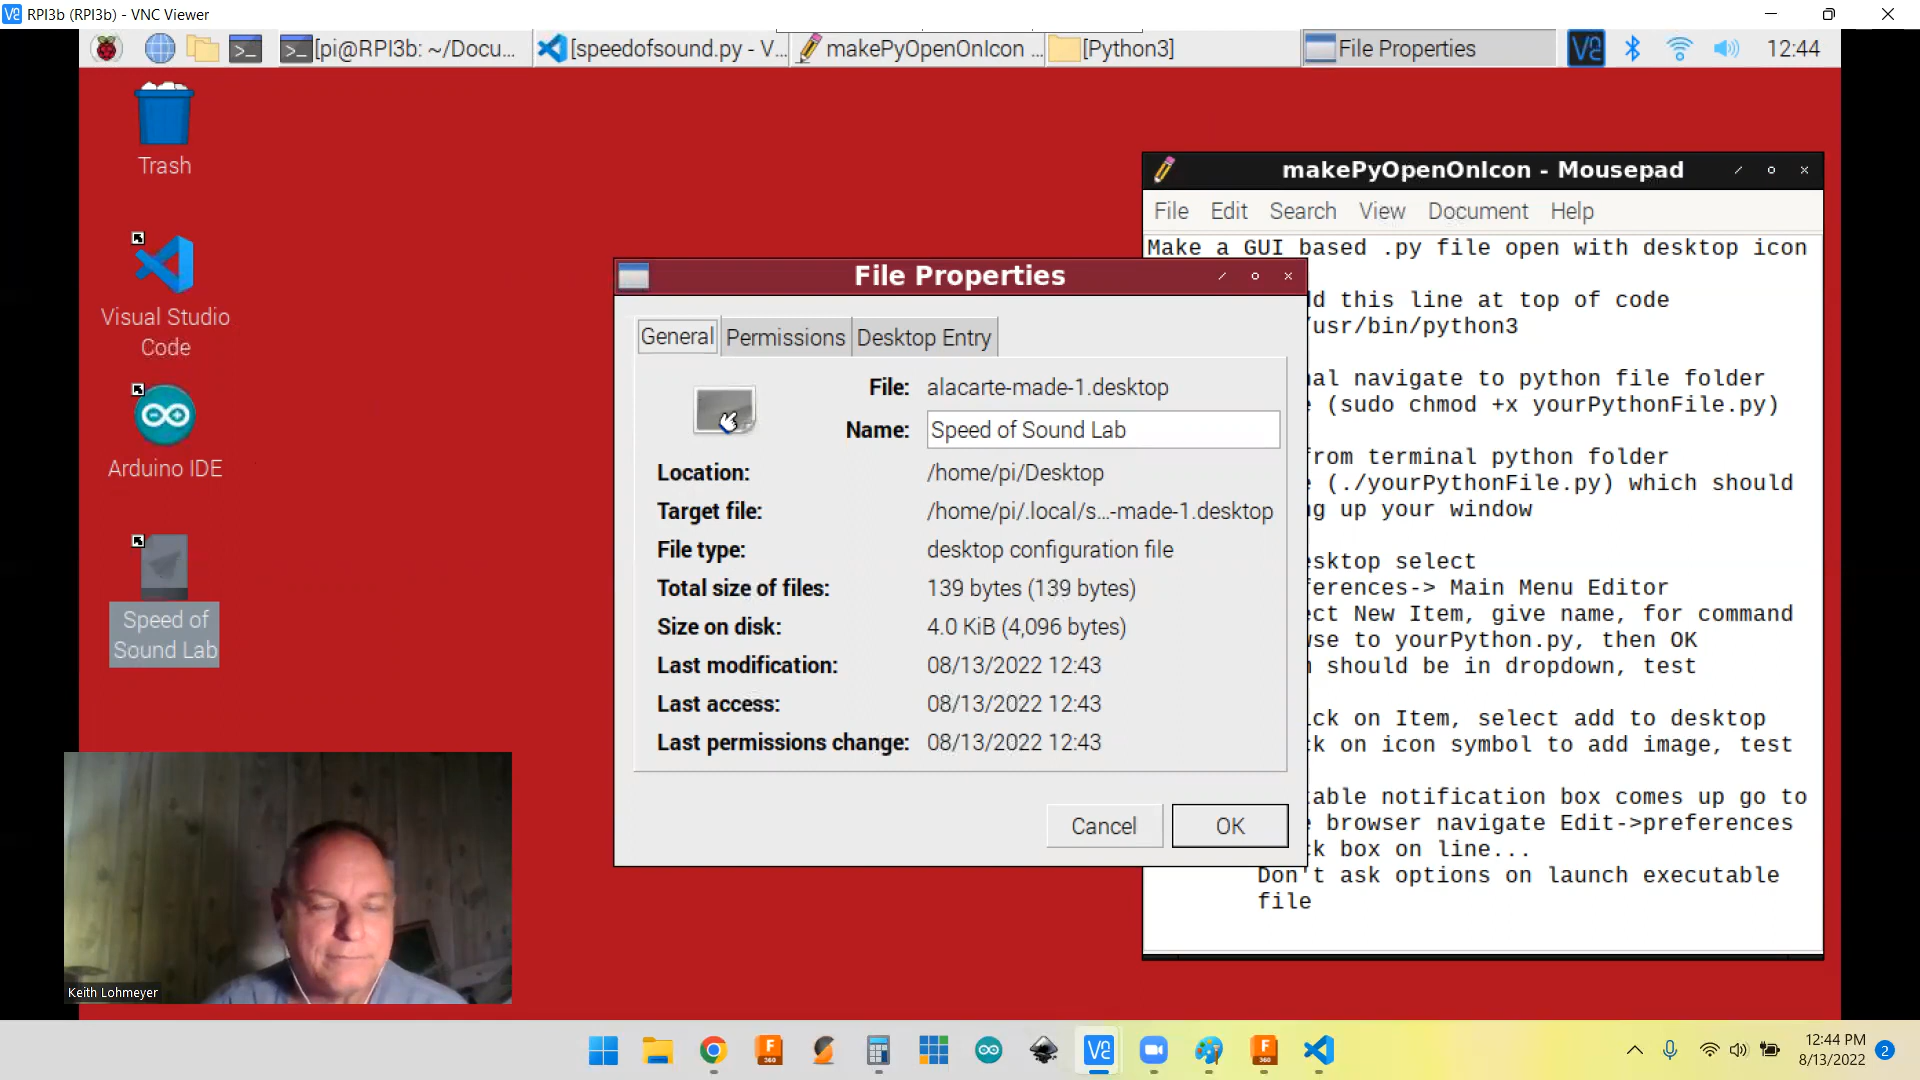 RPI3b (RPI3b) - VNC Viewer
[pi@RPI3b: ~/Docu...
[speedofsound.py - V...
makePyOpenOnIcon ...
[Python3]
File Properties
12:44
Trash
Visual Studio
Code
Arduino IDE
Speed of
Sound Lab
makePyOpenOnIcon - Mousepad
File Edit Search View Document Help
Make a GUI based .py file open with desktop icon
d this line at top of code
/usr/bin/python3
al navigate to python file folder
(sudo chmod +x yourPythonFile.py)
from terminal python folder
(./yourPythonFile.py) which should
g up your window
esktop select
ferences-> Main Menu Editor
ct New Item, give name, for command
wse to yourPython.py, then OK
should be in dropdown, test
ck on Item, select add to desktop
k on icon symbol to add image, test
table notification box comes up go to
browser navigate Edit->preferences
k box on line...
Don't ask options on launch executable
file
File Properties
General Permissions Desktop Entry
File: alacarte-made-1.desktop
Name: Speed of Sound Lab
Location: /home/pi/Desktop
Target file: /home/pi/.local/s...-made-1.desktop
File type: desktop configuration file
Total size of files: 139 bytes (139 bytes)
Size on disk: 4.0 KiB (4,096 bytes)
Last modification: 08/13/2022 12:43
Last access: 08/13/2022 12:43
Last permissions change: 08/13/2022 12:43
Cancel OK
Keith Lohmeyer
12:44 PM
8/13/2022
2